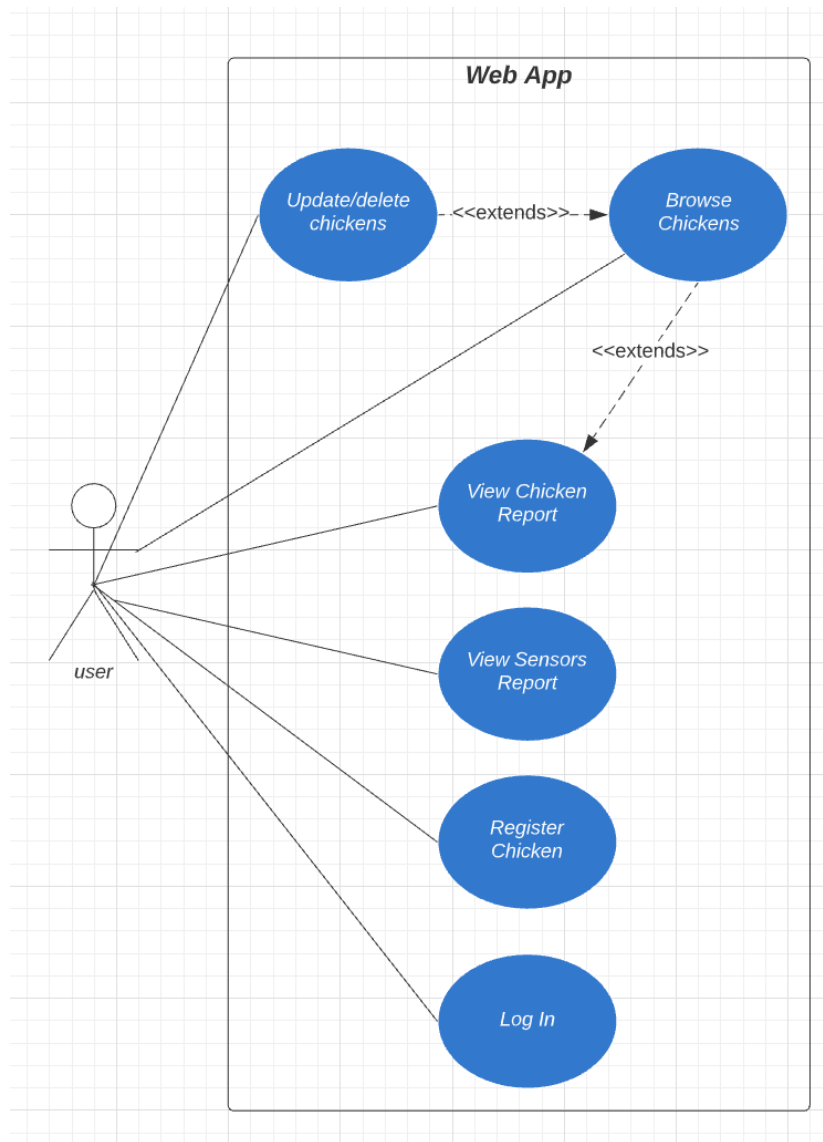 Web App
Update/delete
chickens
<<extends>>
Browse
Chickens
<<extends>>
View Chicken
Report
user
View Sensors
Report
Register
Chicken
Log In